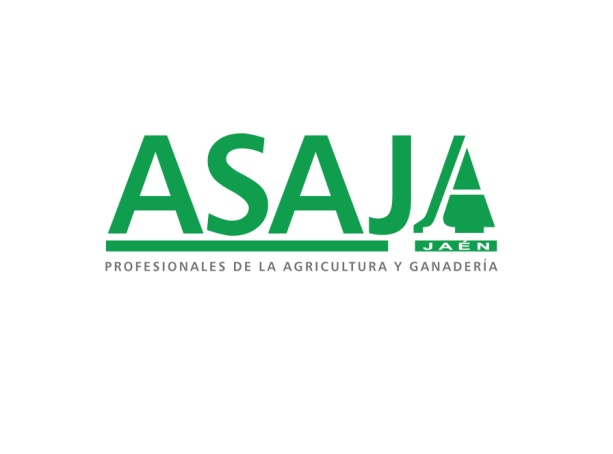 ASAJA
JAÉN
PROFESIONALES DE LA AGRICULTURA Y GANADERÍA